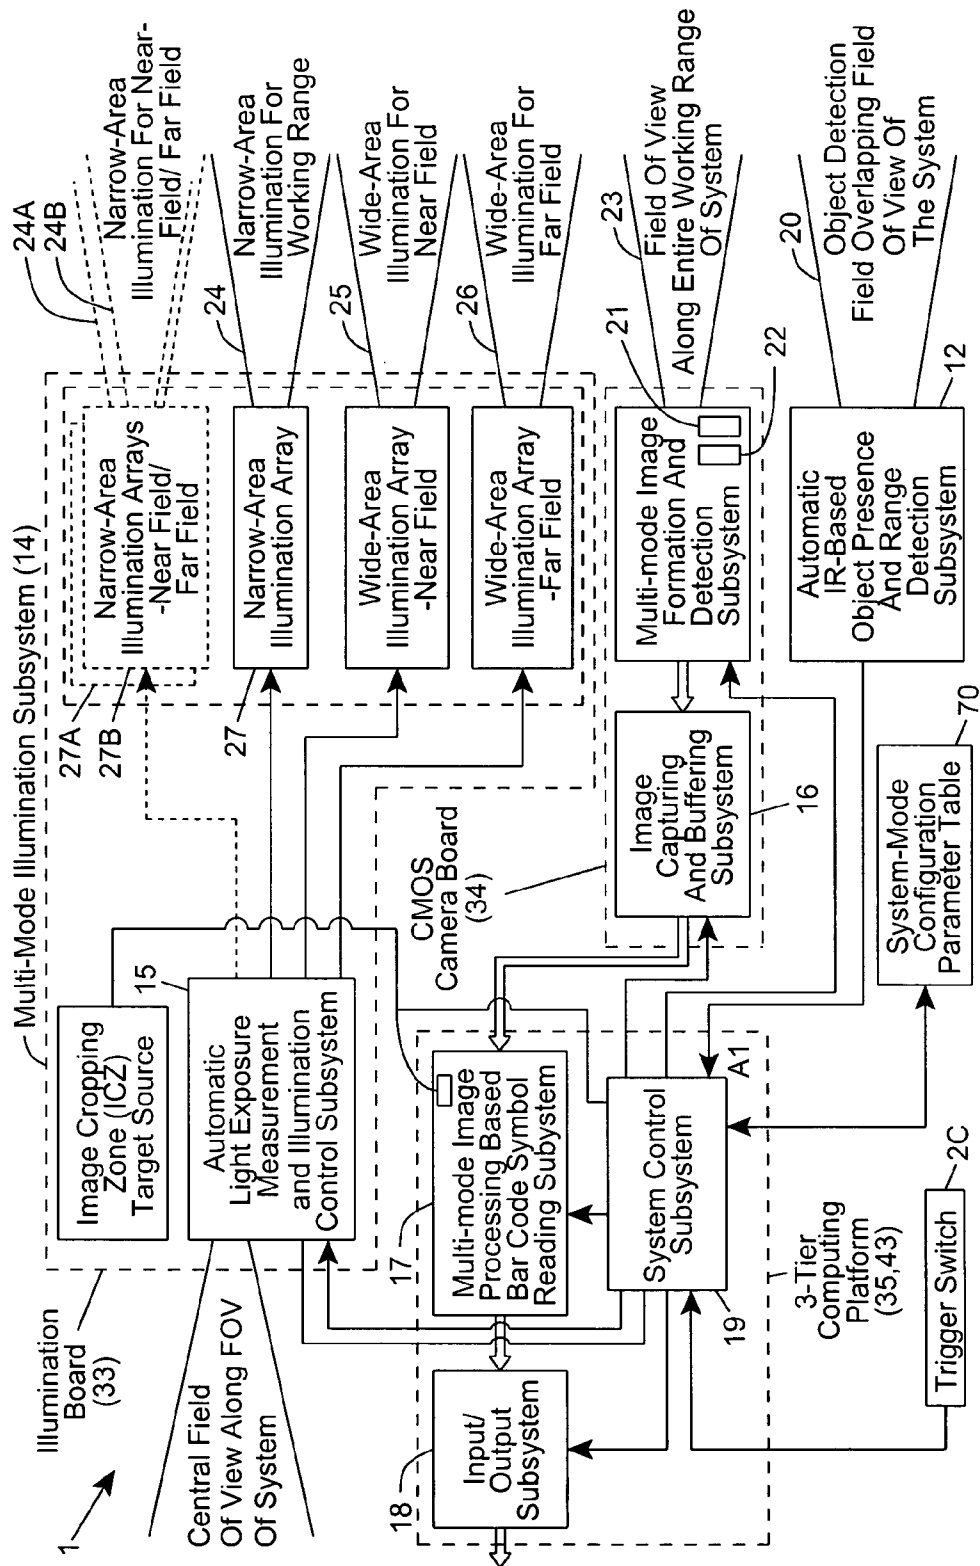 1
Illumination
Board
(33)
Multi-Mode Illumination Subsystem (14)
Image Cropping
Zone (ICZ)
Target Source
15
Automatic
Light Exposure
Measurement
and Illumination
Control Subsystem
Central Field
Of View Along FOV
Of System
27A
27B
Narrow-Area
Illumination Arrays
-Near Field/
Far Field
24A
24B
Narrow-Area
Illumination For Near-
Field/ Far Field
27
Narrow-Area
Illumination Array
24
Narrow-Area
Illumination For
Working Range
Wide-Area
Illumination Array
-Near Field
25
Wide-Area
Illumination For
Near Field
Wide-Area
Illumination Array
-Far Field
26
Wide-Area
Illumination For
Far Field
CMOS
Camera Board
(34)
Image
Capturing
And Buffering
Subsystem
16
Multi-mode Image
Formation And
Detection
Subsystem
21
22
23
Field Of View
Along Entire Working Range
Of System
17
Multi-mode Image
Processing Based
Bar Code Symbol
Reading Subystem
18
Input/
Output
Subsystem
System Control
Subsystem
19
A1
3-Tier
Computing
Platform
(35,43)
Automatic
IR-Based
Object Presence
And Range
Detection
Subsystem
12
20
Object Detection
Field Overlapping Field
Of View Of
The System
System-Mode
Configuration
Parameter Table
70
Trigger Switch
2C